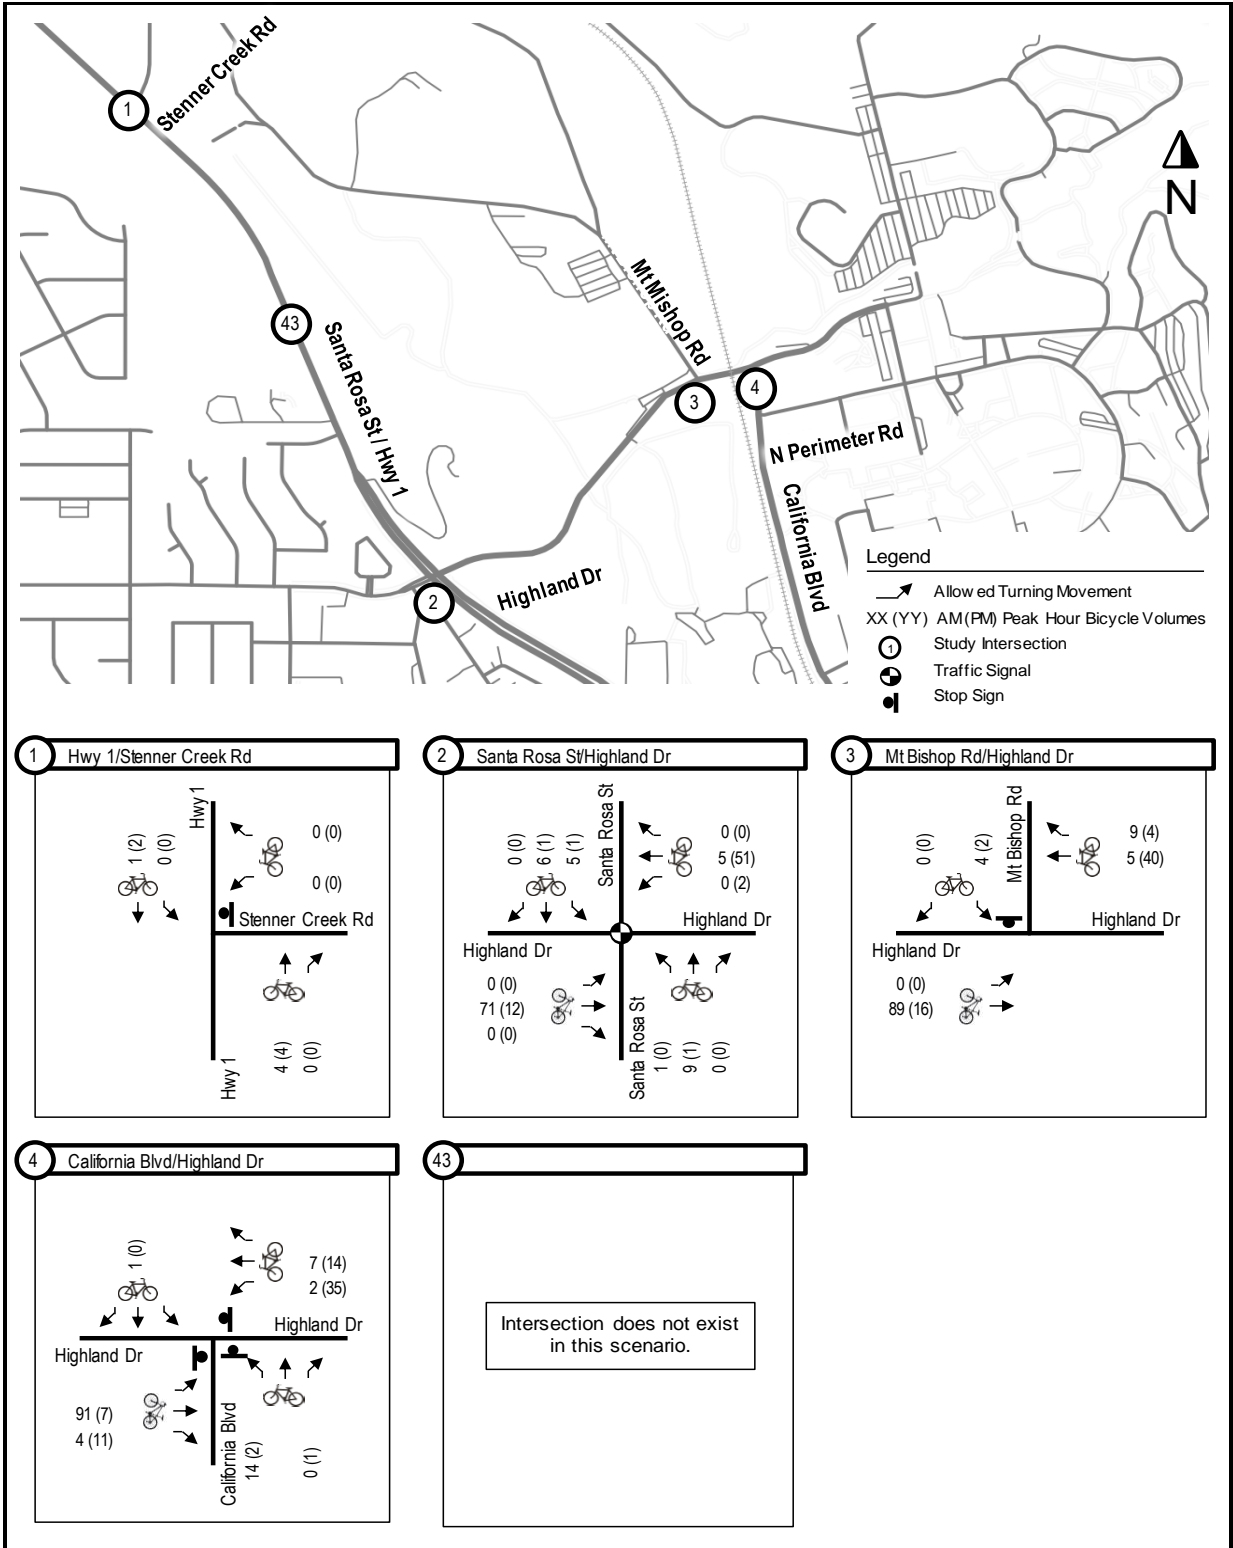 Stenner Creek Rd
1
N
43
Mt Mishop Rd
Santa Rosa St / Hwy 1
3
4
N Perimeter Rd
California Blvd
2
Highland Dr
Legend
Allowed Turning Movement
XX (YY) AM(PM) Peak Hour Bicycle Volumes
1 Study Intersection
Traffic Signal
Stop Sign
1 Hwy 1/Stenner Creek Rd
Hwy 1
1 (2)
0 (0)
0 (0)
0 (0)
Stenner Creek Rd
Hwy 1
4 (4)
0 (0)
2 Santa Rosa St/Highland Dr
Santa Rosa St
0 (0)
6 (1)
5 (1)
0 (0)
5 (51)
0 (2)
Highland Dr
Highland Dr
0 (0)
71 (12)
0 (0)
Santa Rosa St
1 (0)
9 (1)
0 (0)
3 Mt Bishop Rd/Highland Dr
Mt Bishop Rd
0 (0)
4 (2)
9 (4)
5 (40)
Highland Dr
Highland Dr
0 (0)
89 (16)
4 California Blvd/Highland Dr
1 (0)
7 (14)
2 (35)
Highland Dr
Highland Dr
91 (7)
4 (11)
California Blvd
14 (2)
0 (1)
43
Intersection does not exist
in this scenario.